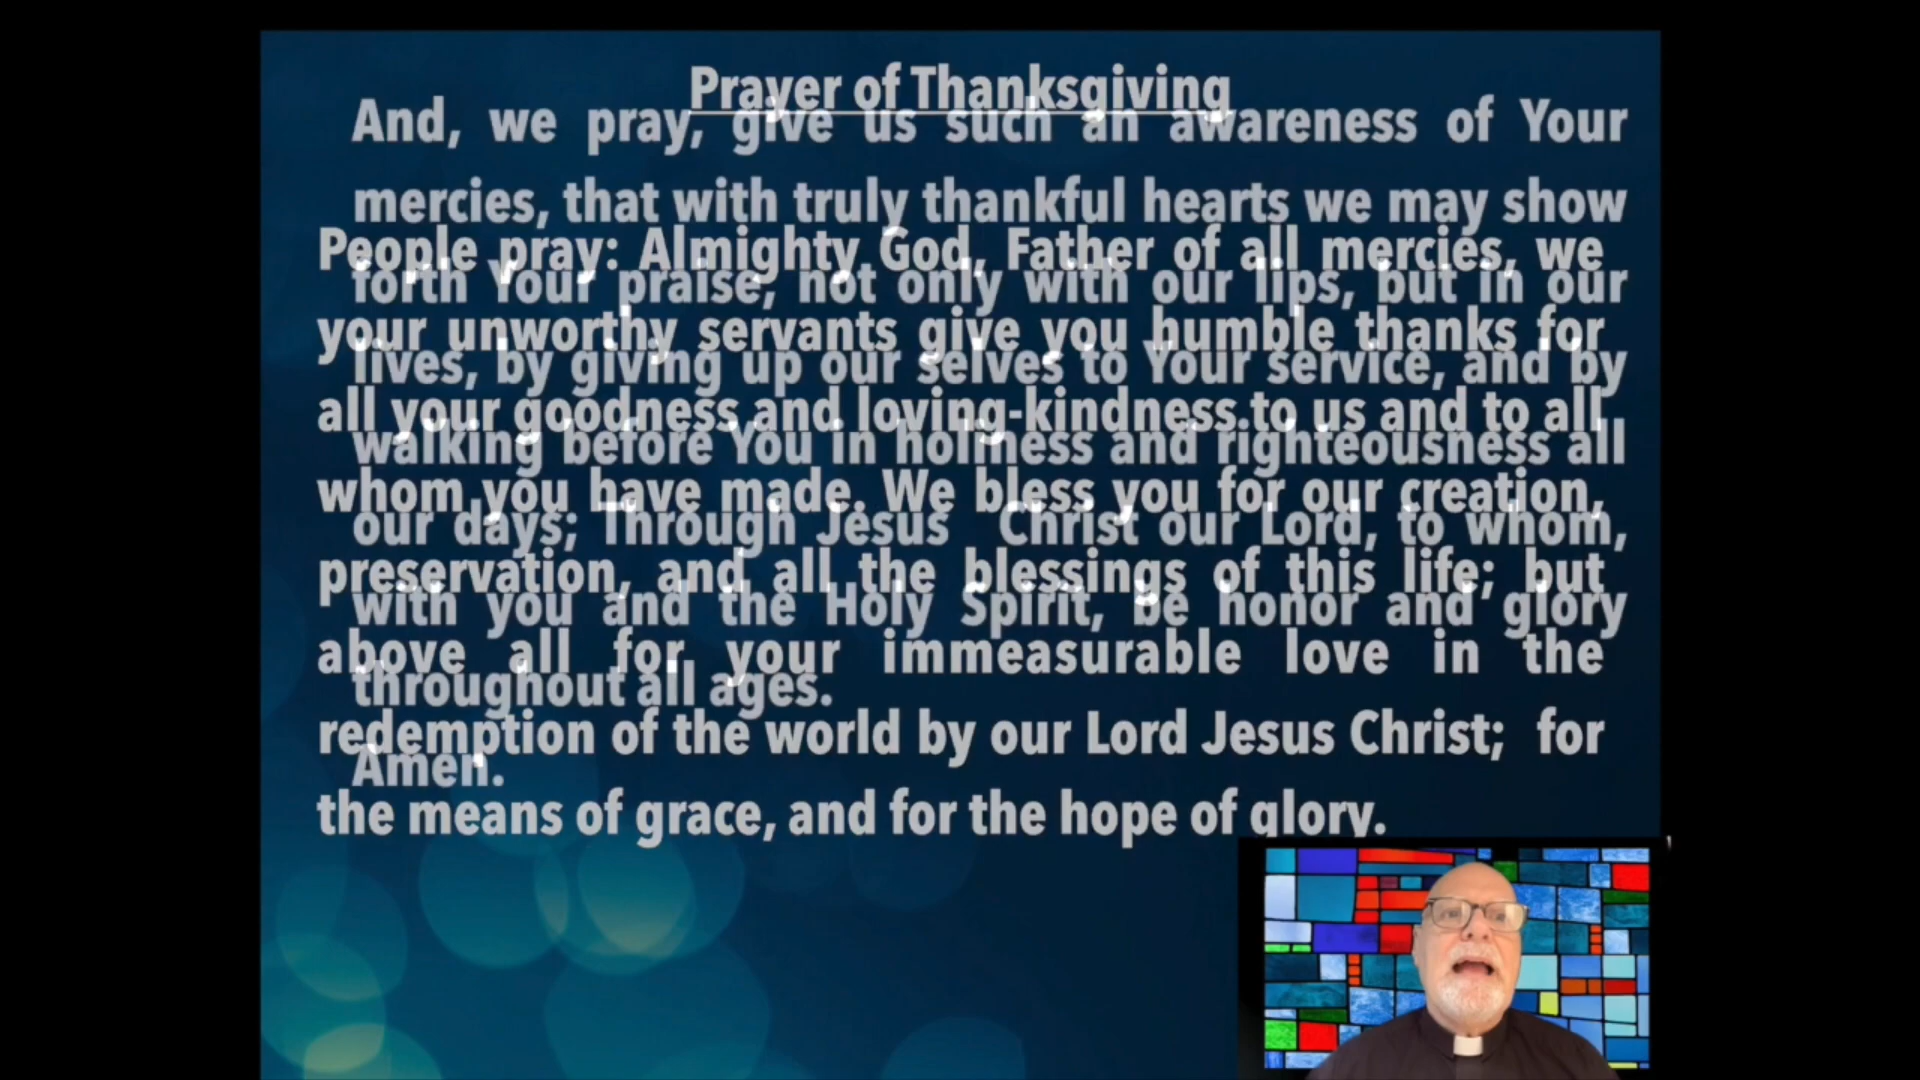 Prayer of Thanksgiving
People pray: Almighty God, Father of all mercies, we
your unworthy servants give you humble thanks for
all your goodness and loving-kindness to us and to all
whom you have made. We bless you for our creation,
preservation, and all the blessings of this life; but
above all for your immeasurable love in the
redemption of the world by our Lord Jesus Christ; for
the means of grace, and for the hope of glory.
And, we pray, give us such an awareness of Your
mercies, that with truly thankful hearts we may show
forth Your praise, not only with our lips, but in our
lives, by giving up our selves to Your service, and by
walking before You in holiness and righteousness all
our days; Through Jesus Christ our Lord, to whom,
with you and the Holy Spirit, be honor and glory
throughout all ages.
Amen.